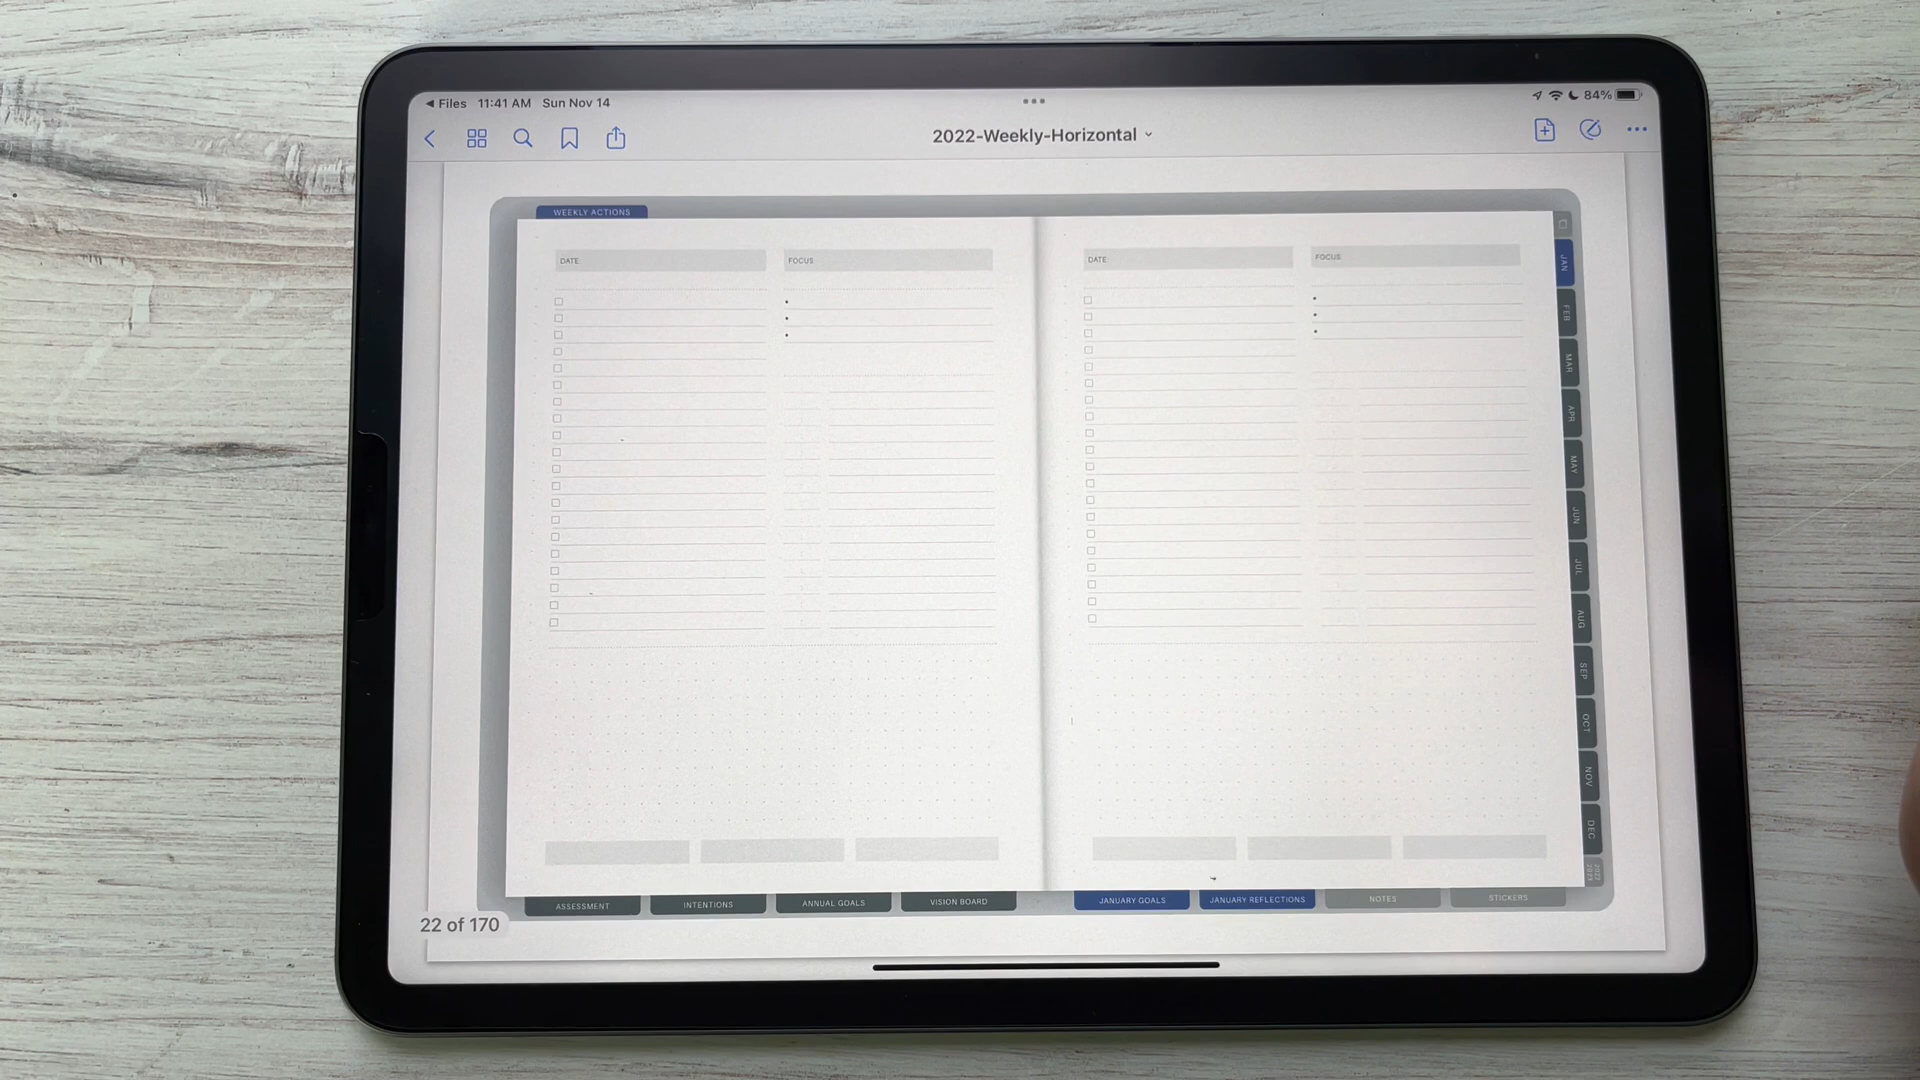 Files 11:41 AM Sun Nov 14
84%
2022-Weekly-Horizontal
WEEKLY ACTIONS
DATE: FOCUS
DATE: FOCUS
JAN
FEB
MAR
APR
MAY
JUN
JUL
AUG
SEP
OCT
NOV
DEC
ASSESSMENT INTENTIONS ANNUAL GOALS VISION BOARD JANUARY GOALS JANUARY REFLECTIONS NOTES STICKERS
22 of 170